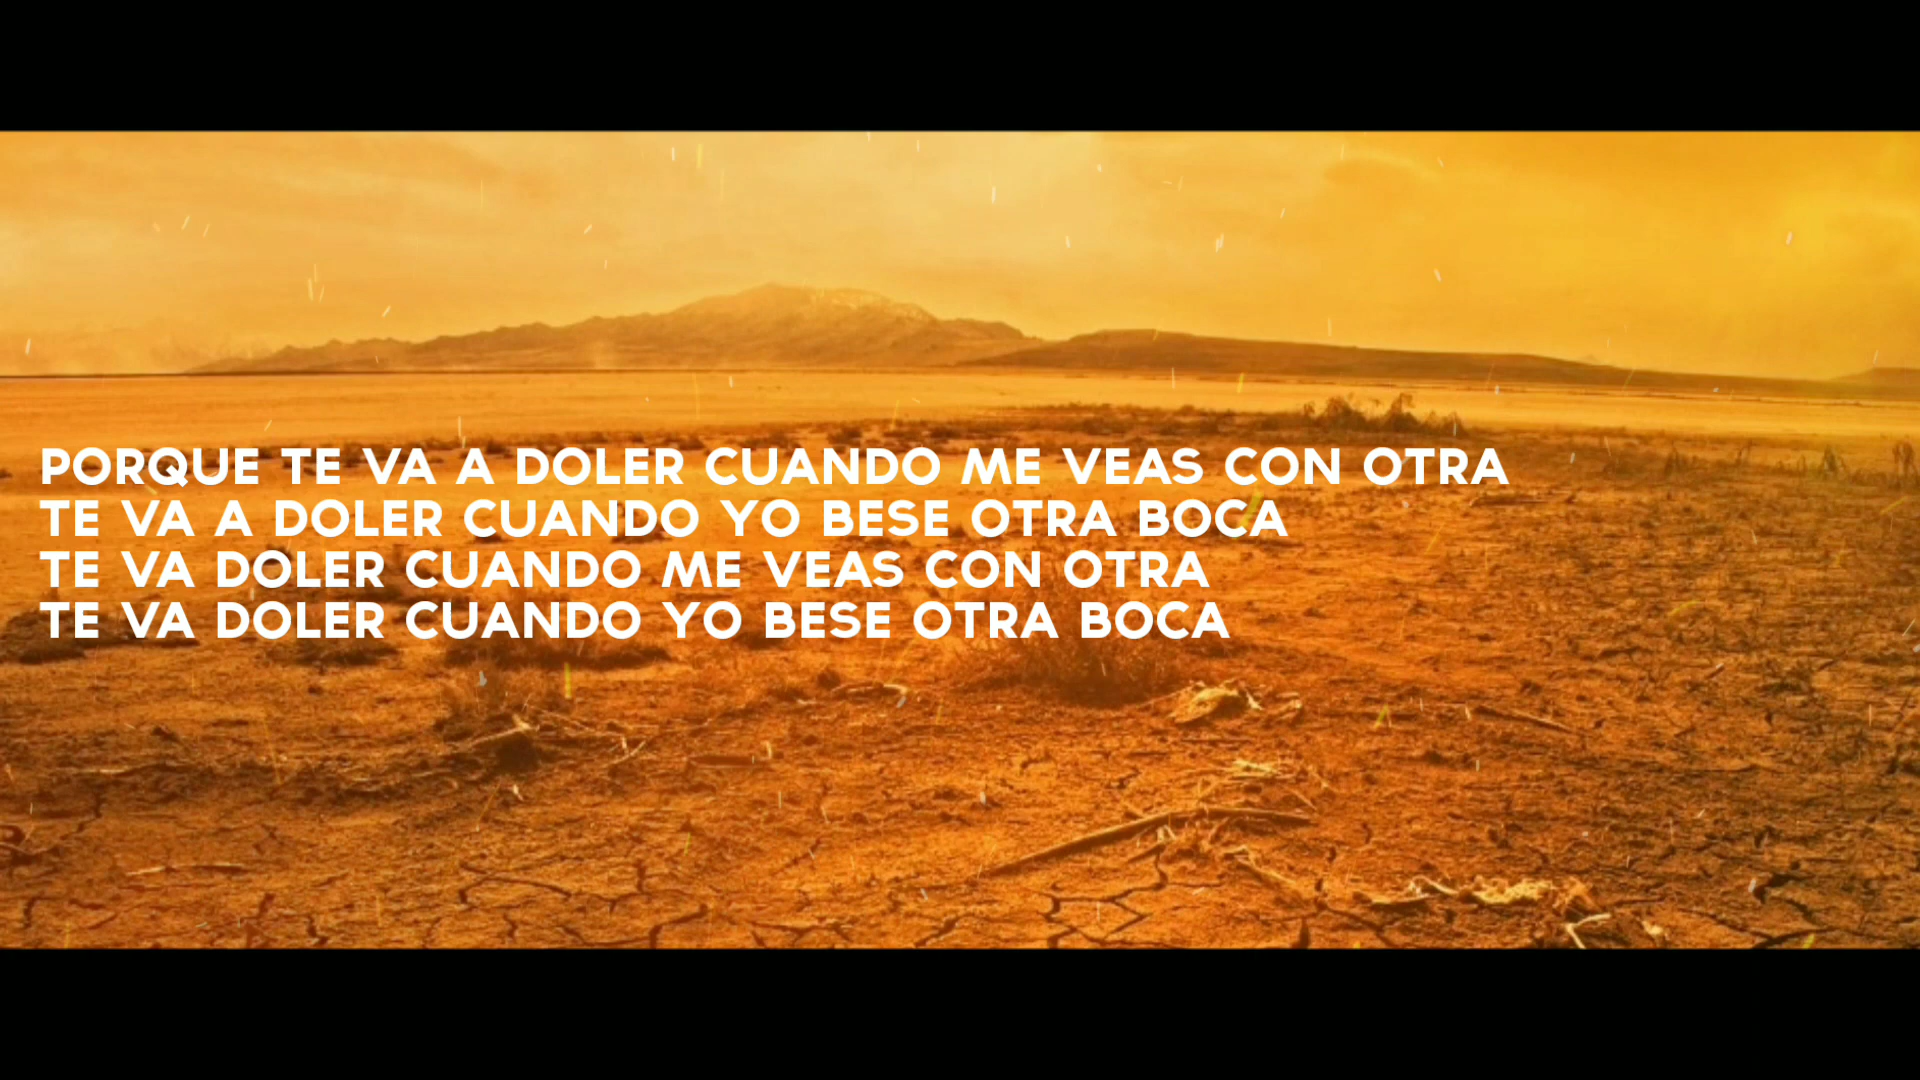 PORQUE TE VA A DOLER CUANDO ME VEAS CON OTRA
TE VA A DOLER CUANDO YO BESE OTRA BOCA
TE VA DOLER CUANDO ME VEAS CON OTRA
TE VA DOLER CUANDO YO BESE OTRA BOCA